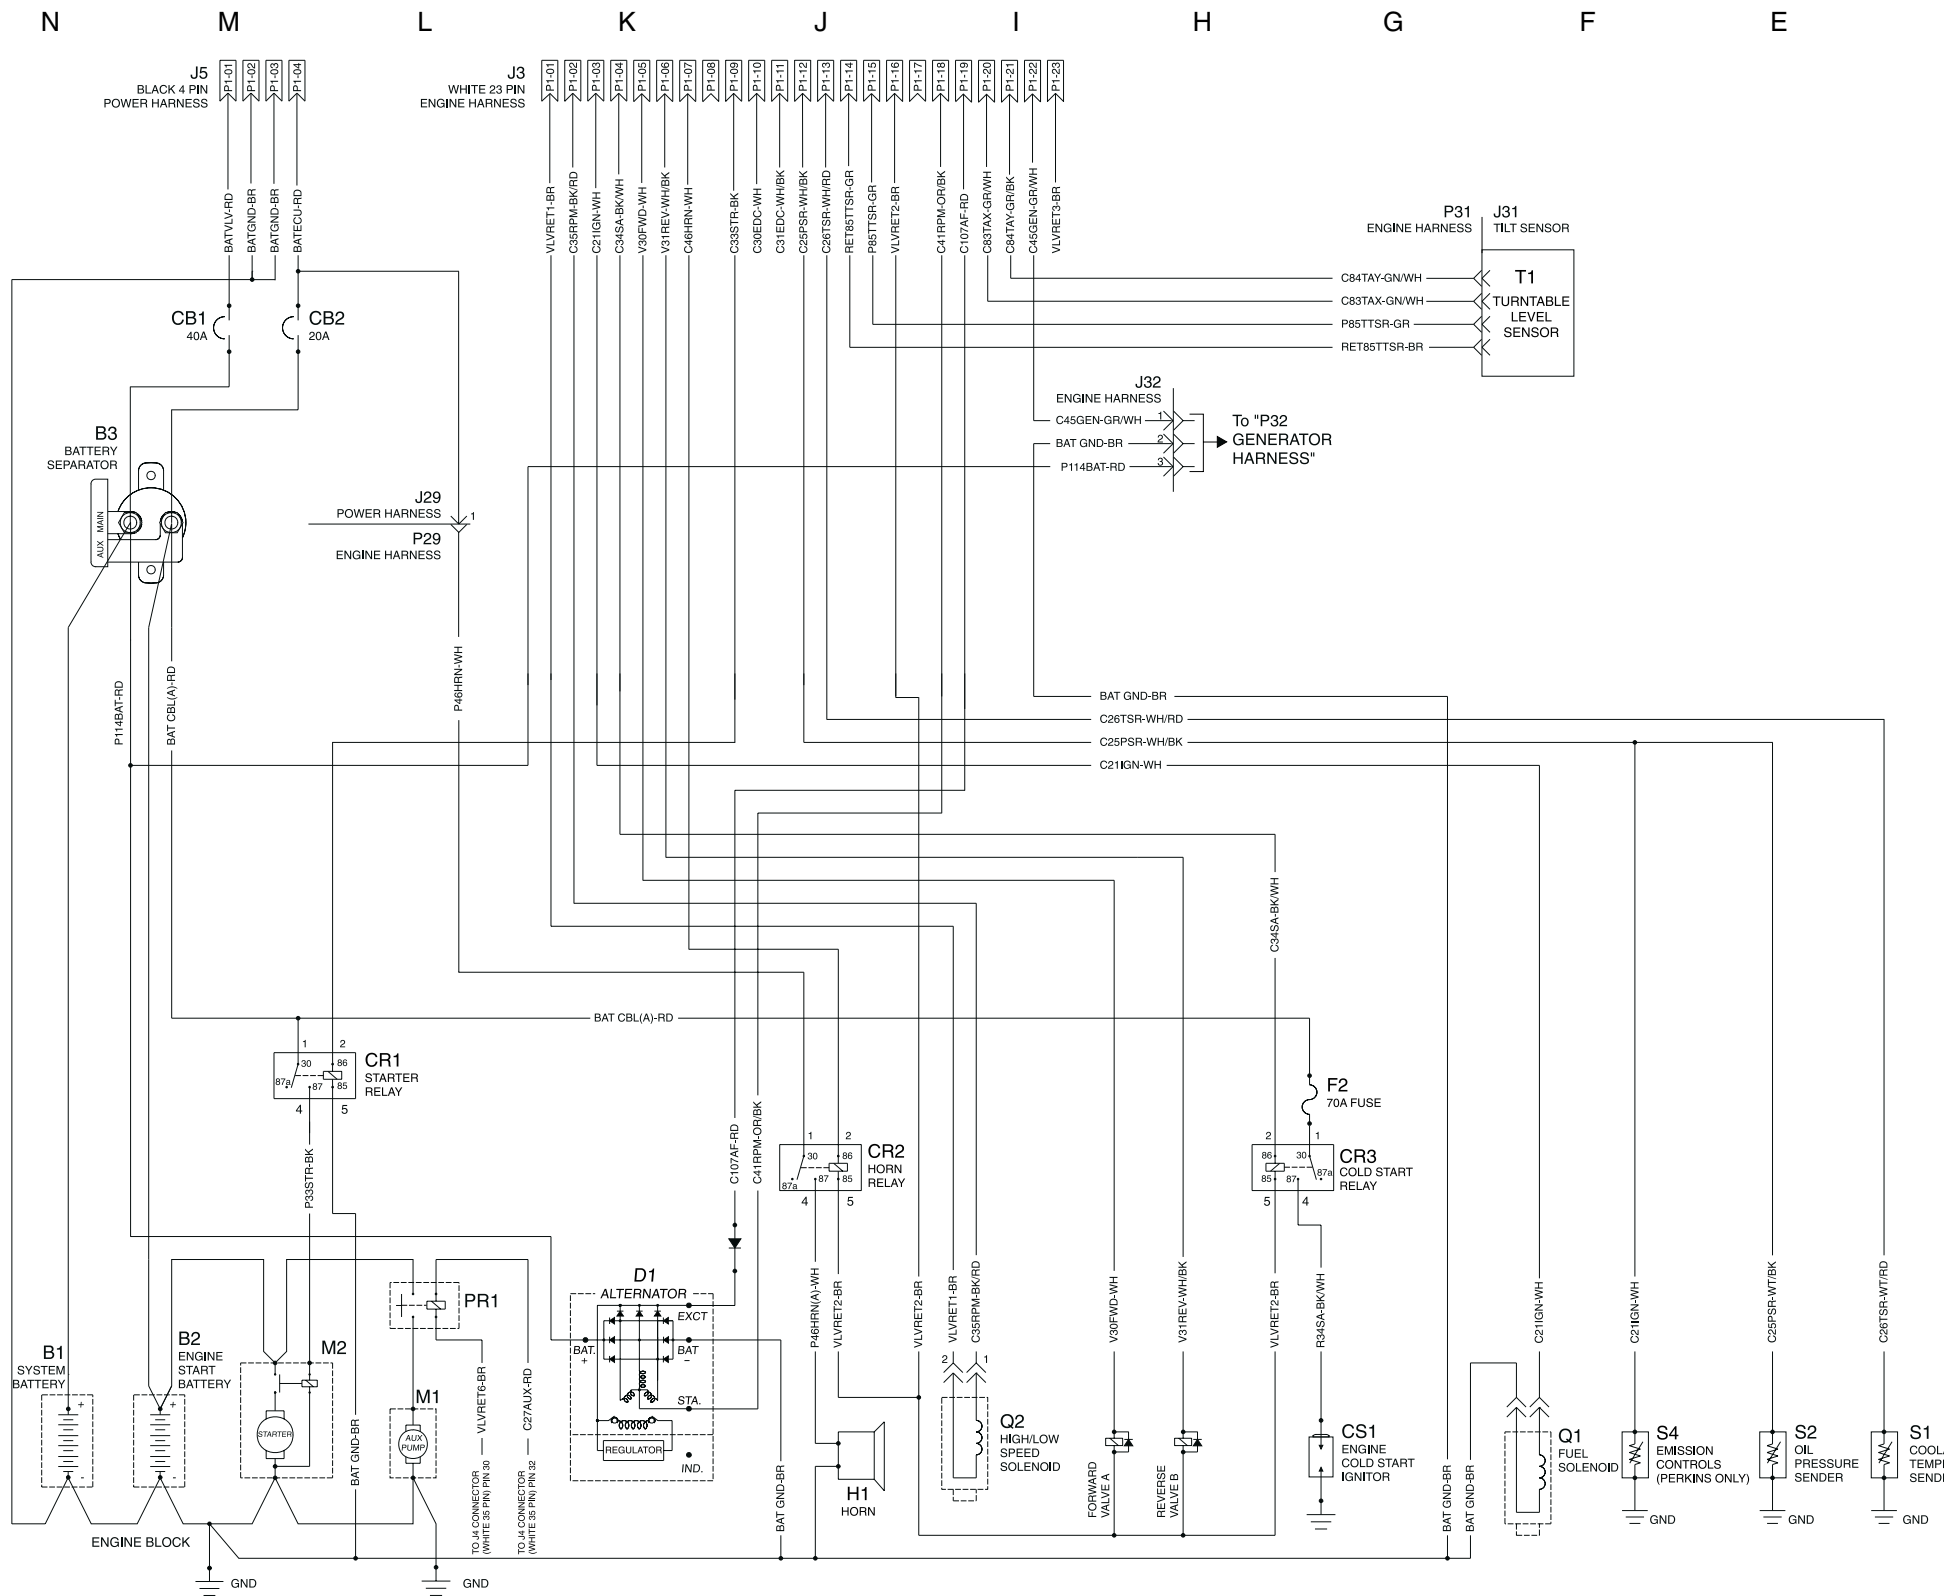 N M L K J I H G F E
J5
BLACK 4 PIN
POWER HARNESS
P1-01
P1-02
P1-03
P1-04
J3
WHITE 23 PIN
ENGINE HARNESS
P1-01
P1-02
P1-03
P1-04
P1-05
P1-06
P1-07
P1-08
P1-09
P1-10
P1-11
P1-12
P1-13
P1-14
P1-15
P1-16
P1-17
P1-18
P1-19
P1-20
P1-21
P1-22
P1-23
BATVLV-RD
BATGND-BR
BATGND-BR
BATECU-RD
VLVRET1-BR
C35RPM-BK/RD
C21IGN-WH
C34SA-BK/WH
V30FWD-WH
V31REV-WH/BK
C46HRN-WH
C33STR-BK
C30EDC-WH
C31EDC-WH/BK
C25PSR-WH/BK
C26TSR-WH/RD
RET85TTSR-GR
P85TTSR-GR
VLVRET2-BR
C41RPM-OR/BK
C107AF-RD
C83TAX-GR/WH
C84TAY-GR/BK
C45GEN-GR/WH
VLVRET3-BR
P31
ENGINE HARNESS
J31
TILT SENSOR
C84TAY-GN/WH
C83TAX-GN/WH
P85TTSR-GR
RET85TTSR-BR
T1
TURNTABLE
LEVEL
SENSOR
CB1
40A
CB2
20A
J32
ENGINE HARNESS
C45GEN-GR/WH 1
BAT GND-BR 2
P114BAT-RD 3
To "P32
GENERATOR
HARNESS"
B3
BATTERY
SEPARATOR
AUX MAIN
J29
POWER HARNESS
1
P29
ENGINE HARNESS
P114BAT-RD
BAT CBL(A)-RD
P46HRN-WH
BAT GND-BR
C26TSR-WH/RD
C25PSR-WH/BK
C21IGN-WH
C34SA-BK/WH
BAT CBL(A)-RD
1 2
30 86
87a 87 85
4 5
CR1
STARTER
RELAY
F2
70A FUSE
P33STR-BK
C107AF-RD
C41RPM-OR/BK
1 2
30 86
87a 87 85
4 5
CR2
HORN
RELAY
2 1
86 30
85 87 87a
5 4
CR3
COLD START
RELAY
PR1
D1
ALTERNATOR
EXCT
BAT.
+
BAT
–
STA.
REGULATOR
IND.
P46HRN(A)-WH
VLVRET2-BR
VLVRET2-BR
VLVRET1-BR
C35RPM-BK/RD
V30FWD-WH
V31REV-WH/BK
VLVRET2-BR
R34SA-BK/WH
C21IGN-WH
C21IGN-WH
C25PSR-WT/BK
C26TSR-WT/RD
B1
SYSTEM
BATTERY
+
-
B2
ENGINE
START
BATTERY
+
-
M2
STARTER
BAT GND-BR
M1
AUX
PUMP
VLVRET6-BR
TO J4 CONNECTOR
(WHITE 35 PIN) PIN 30
C27AUX-RD
TO J4 CONNECTOR
(WHITE 35 PIN) PIN 32
BAT GND-BR
H1
HORN
2 1
Q2
HIGH/LOW
SPEED
SOLENOID
FORWARD
VALVE A
REVERSE
VALVE B
CS1
ENGINE
COLD START
IGNITOR
BAT GND-BR
BAT GND-BR
Q1
FUEL
SOLENOID
S4
EMISSION
CONTROLS
(PERKINS ONLY)
GND
S2
OIL
PRESSURE
SENDER
GND
S1
COOLA
TEMP
SENDE
GND
ENGINE BLOCK
GND
GND